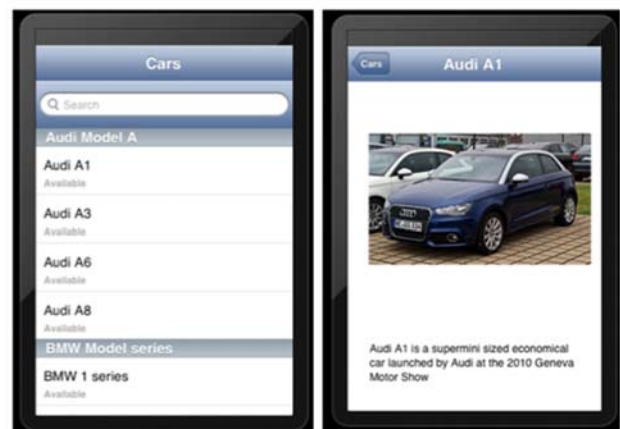 Cars
Search
Audi Model A
Audi A1
Available
Audi A3
Available
Audi A6
Available
Audi A8
Available
BMW Model series
BMW 1 series
Available
Cars
Audi A1
Audi A1 is a supermini sized economical
car launched by Audi at the 2010 Geneva
Motor Show